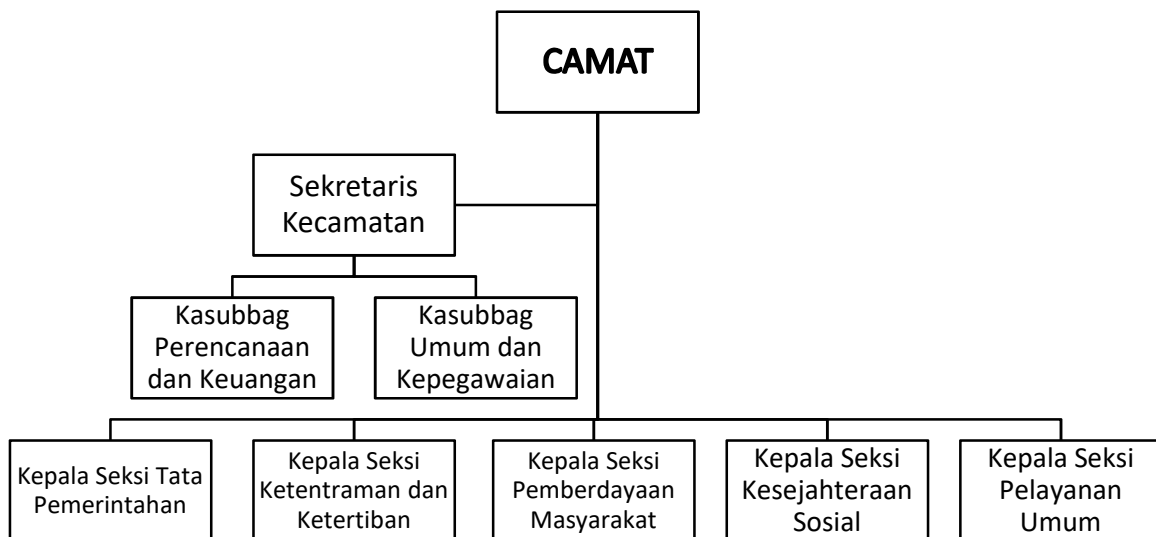 CAMAT
Sekretaris
Kecamatan
Kasubbag
Perencanaan
dan Keuangan
Kasubbag
Umum dan
Kepegawaian
Kepala Seksi Tata
Pemerintahan
Kepala Seksi
Ketentraman dan
Ketertiban
Kepala Seksi
Pemberdayaan
Masyarakat
Kepala Seksi
Kesejahteraan
Sosial
Kepala Seksi
Pelayanan
Umum